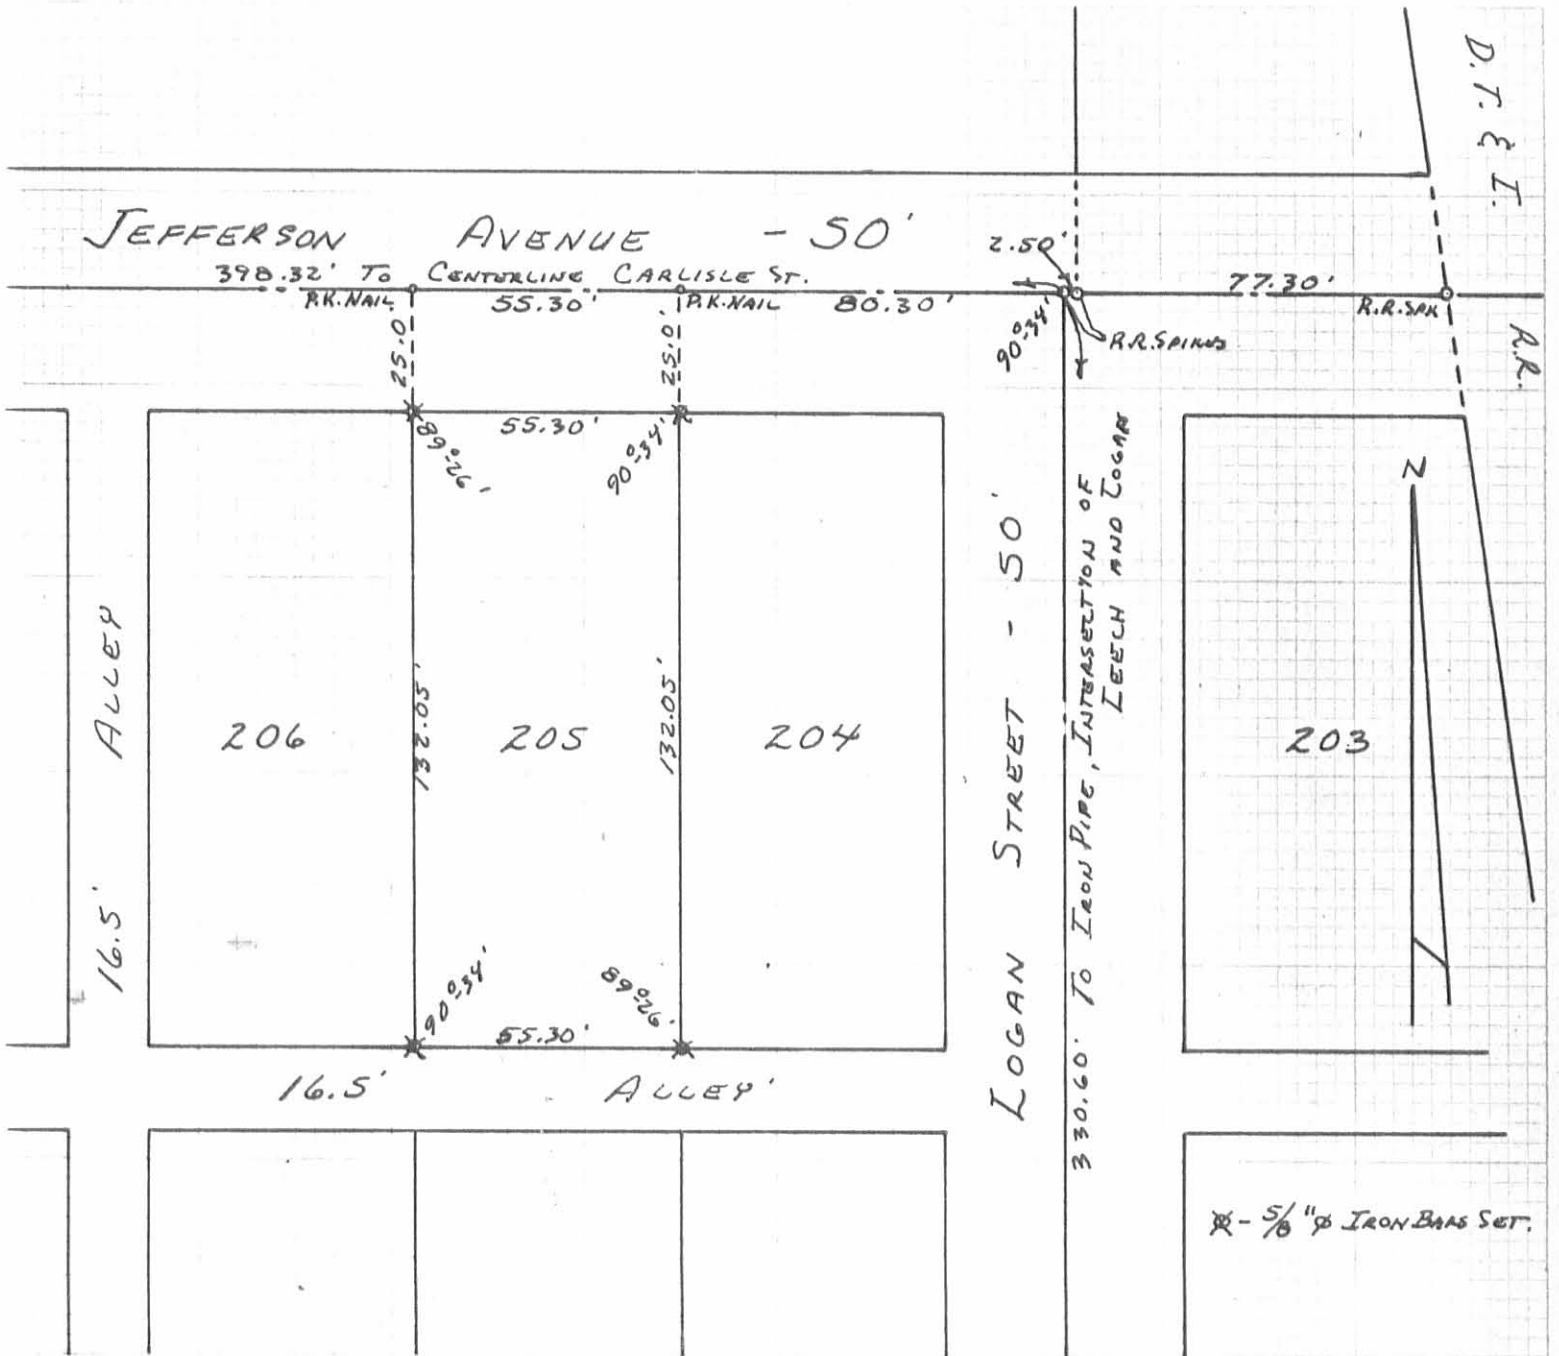 D.T. & I.
R.R.
JEFFERSON AVENUE - 50'
398.32' TO CENTERLINE CARLISLE ST.
P.K. NAIL
55.30'
P.K. NAIL
80.30'
2.50'
90°-34'
R.R. SPIKES
77.30'
R.R. SPK
25.0'
25.0'
55.30'
89°-26'
90°-34'
N
ALLEY
16.5'
206
132.05'
205
132.05'
204
LOGAN STREET - 50'
330.60' TO IRON PIPE, INTERSECTION OF
LEECH AND LOGAN
203
90°-34'
89°-26'
55.30'
16.5' ALLEY
- 5/8"ø IRON BARS SET.